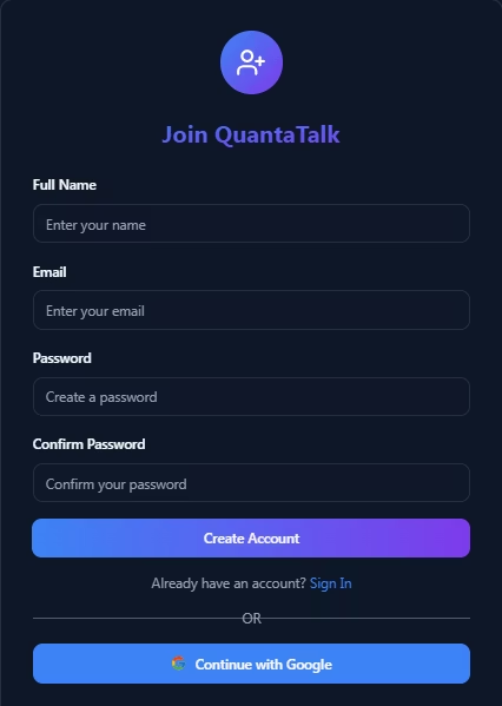 Join QuantaTalk
Full Name
Enter your name
Email
Enter your email
Password
Create a password
Confirm Password
Confirm your password
Create Account
Already have an account? Sign In
OR
Continue with Google